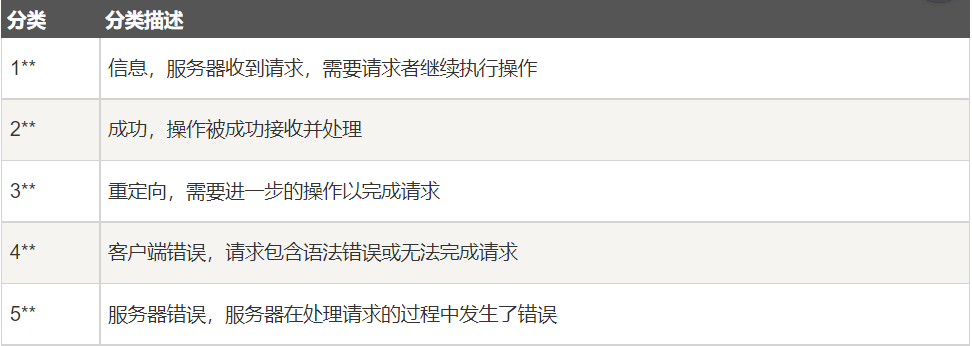 分类 分类描述
1** 信息，服务器收到请求，需要请求者继续执行操作
2** 成功，操作被成功接收并处理
3** 重定向，需要进一步的操作以完成请求
4** 客户端错误，请求包含语法错误或无法完成请求
5** 服务器错误，服务器在处理请求的过程中发生了错误